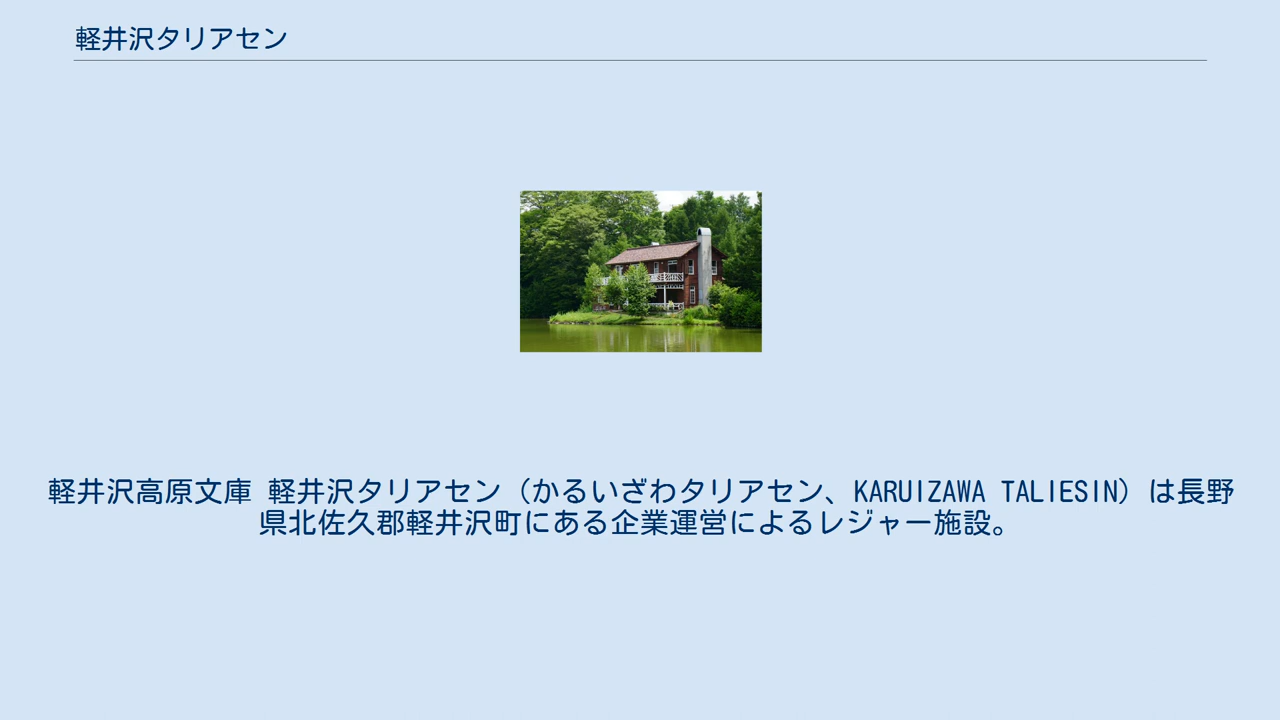 軽井沢タリアセン
軽井沢高原文庫 軽井沢タリアセン（かるいざわタリアセン、KARUIZAWA TALIESIN）は長野
県北佐久郡軽井沢町にある企業運営によるレジャー施設。